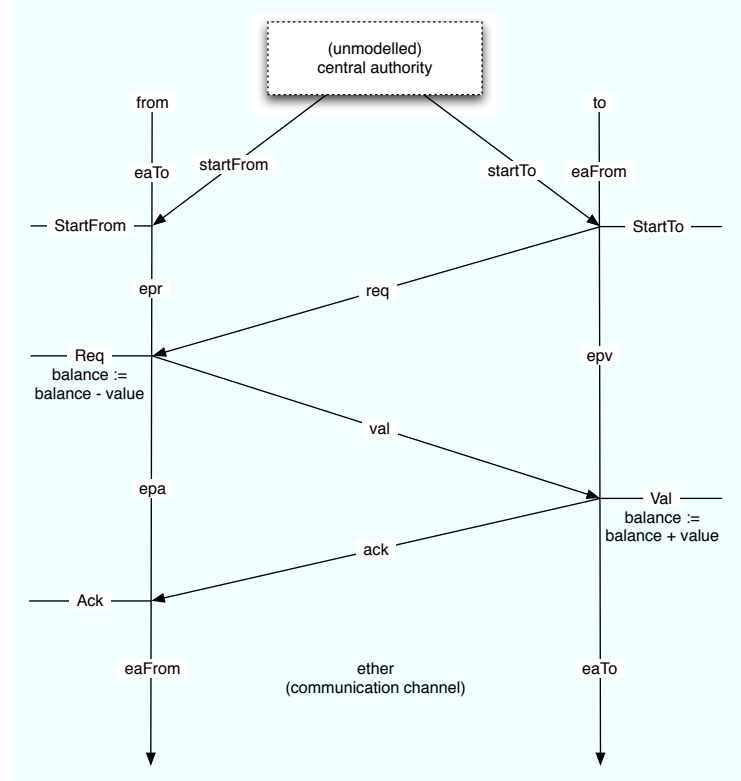 (unmodelled)
central authority
from
to
startFrom
startTo
eaTo
eaFrom
StartFrom
StartTo
epr
req
Req
balance :=
balance - value
epv
val
epa
Val
balance :=
balance + value
ack
Ack
eaFrom
ether
(communication channel)
eaTo